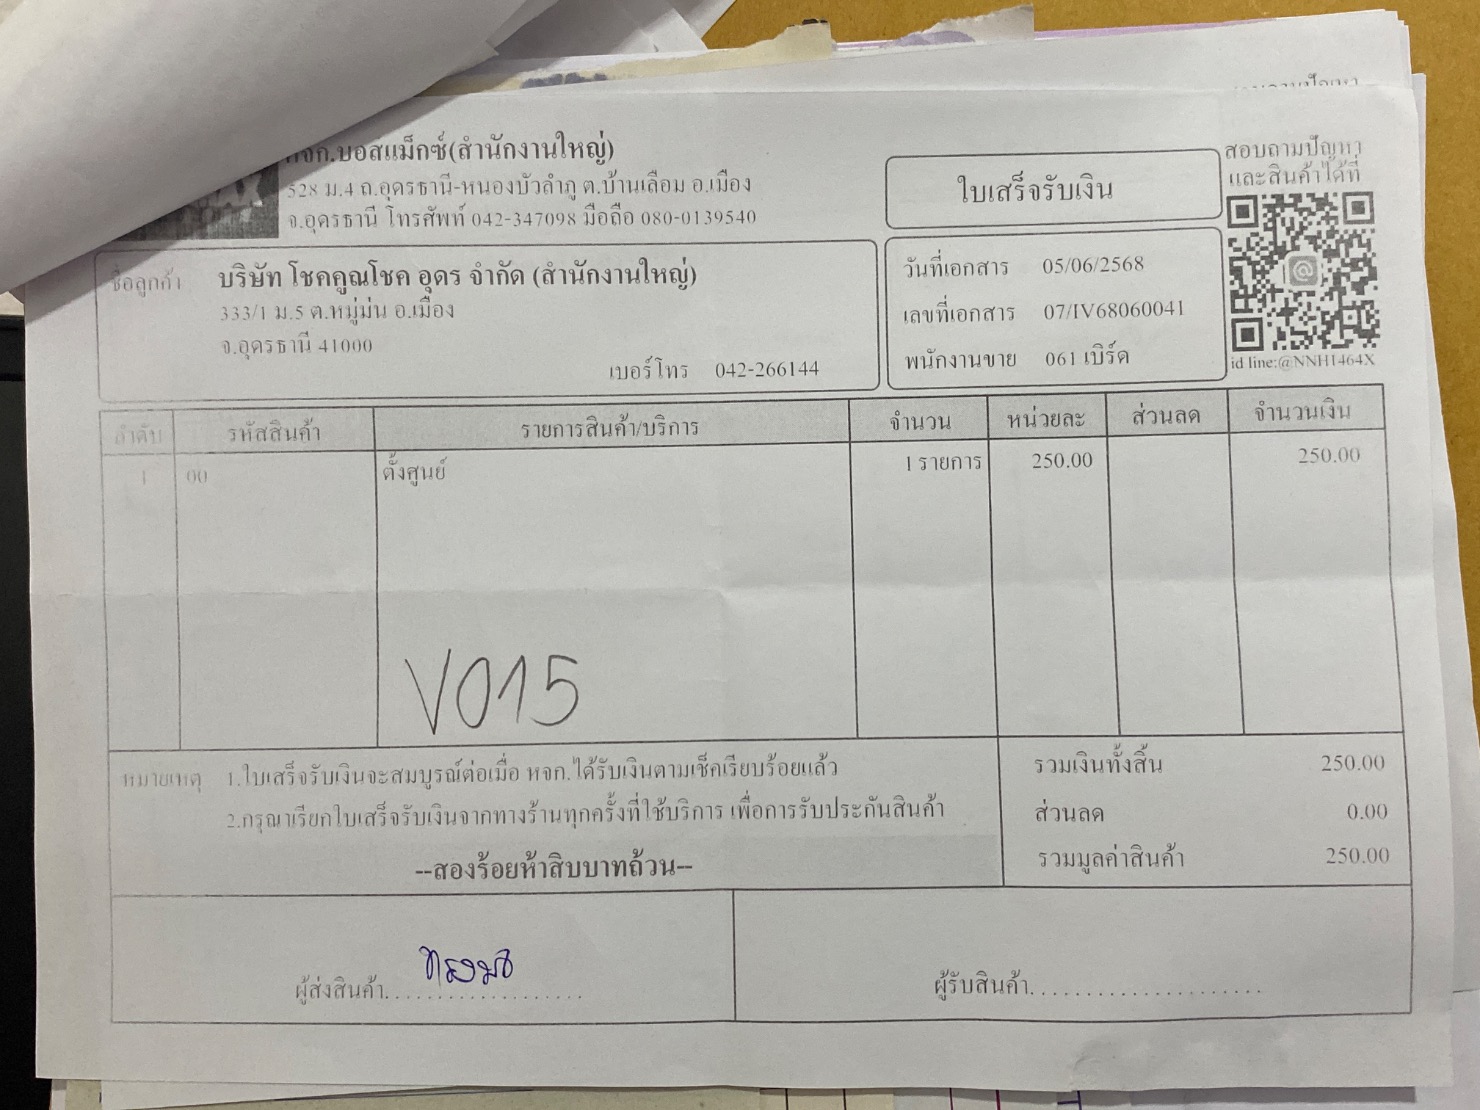 หจก.บอสแม็กซ์(สำนักงานใหญ่)
528 ม.4 ถ.อุดรธานี-หนองบัวลำภู ต.บ้านเลื่อม อ.เมือง
จ.อุดรธานี โทรศัพท์ 042-347098 มือถือ 080-0139540
ใบเสร็จรับเงิน
สอบถามปัญหา
และสินค้าได้ที่
id line:@NNH1464X
ชื่อลูกค้า บริษัท โชคคูณโชค อุดร จำกัด (สำนักงานใหญ่)
333/1 ม.5 ต.หมู่ม่น อ.เมือง
จ.อุดรธานี 41000
เบอร์โทร 042-266144
วันที่เอกสาร 05/06/2568
เลขที่เอกสาร 07/IV68060041
พนักงานขาย 061 เบิร์ด
ลำดับ รหัสสินค้า รายการสินค้า/บริการ จำนวน หน่วยละ ส่วนลด จำนวนเงิน
1 00 ตั้งศูนย์ 1 รายการ 250.00 250.00
V015
หมายเหตุ 1.ใบเสร็จรับเงินจะสมบูรณ์ต่อเมื่อ หจก.ได้รับเงินตามเช็คเรียบร้อยแล้ว
2.กรุณาเรียกใบเสร็จรับเงินจากทางร้านทุกครั้งที่ใช้บริการ เพื่อการรับประกันสินค้า
--สองร้อยห้าสิบบาทถ้วน--
รวมเงินทั้งสิ้น 250.00
ส่วนลด 0.00
รวมมูลค่าสินค้า 250.00
ผู้ส่งสินค้า......................
ผู้รับสินค้า......................